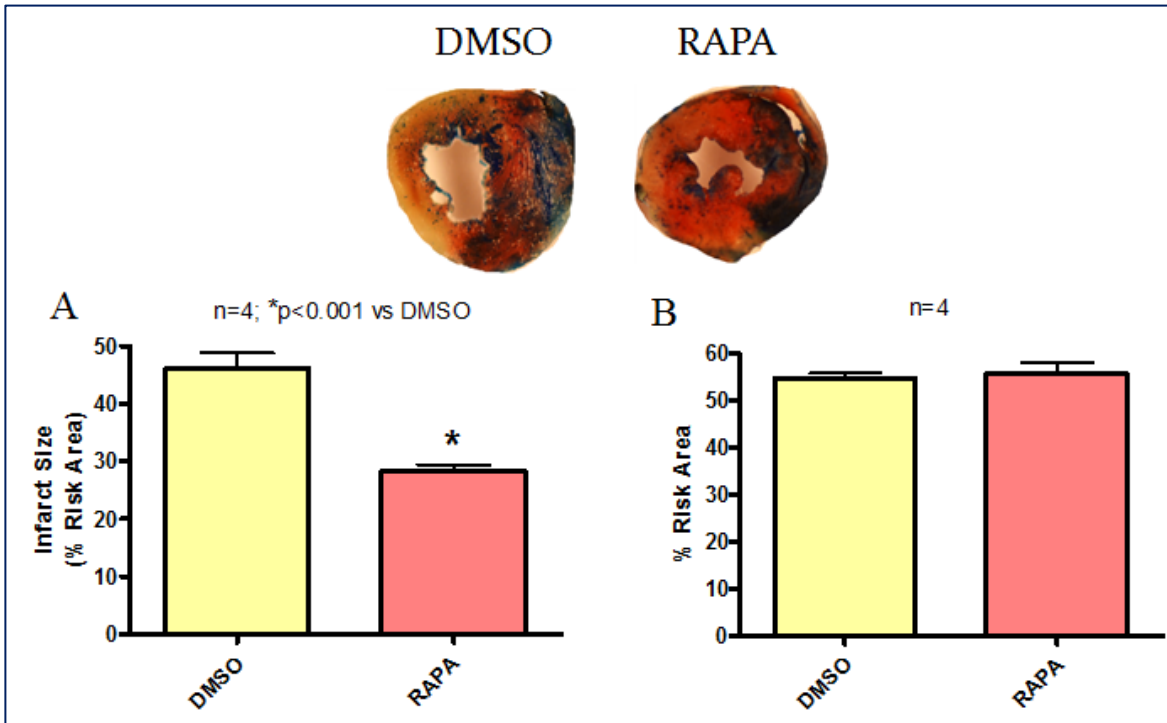 DMSO RAPA
A
n=4; *p<0.001 vs DMSO
Infarct Size
(% Risk Area)
50
40
30
20
10
0
*
DMSO
RAPA
B
n=4
% Risk Area
60
50
40
30
20
10
0
DMSO
RAPA